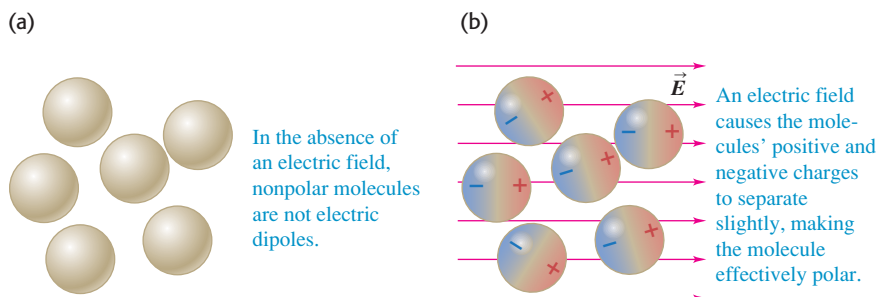 (a)
In the absence of
an electric field,
nonpolar molecules
are not electric
dipoles.
(b)
E
An electric field
causes the mole-
cules’ positive and
negative charges
to separate
slightly, making
the molecule
effectively polar.